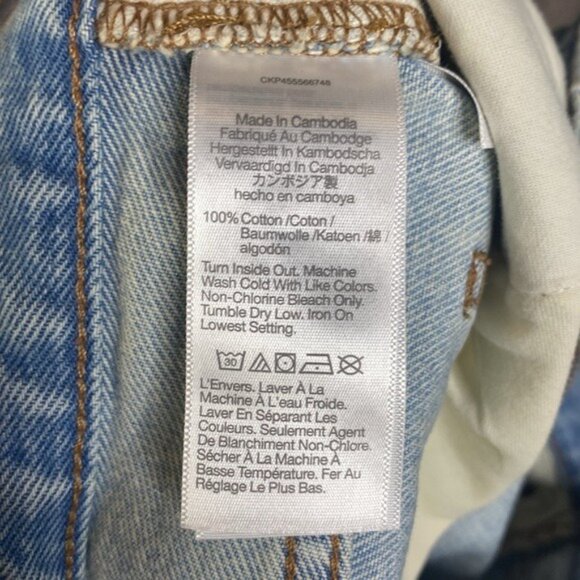 CKP455566748
Made In Cambodia
Fabriqué Au Cambodge
Hergestellt In Kambodscha
Vervaardigd In Cambodja
カンボジア製
hecho en camboya
100% Cotton /Coton /
Baumwolle /Katoen /綿 /
algodón
Turn Inside Out. Machine
Wash Cold With Like Colors.
Non-Chlorine Bleach Only.
Tumble Dry Low. Iron On
Lowest Setting.
30
L'Envers. Laver À La
Machine À L'eau Froide.
Laver En Séparant Les
Couleurs. Seulement Agent
De Blanchiment Non-Chlore.
Sécher À La Machine À
Basse Température. Fer Au
Réglage Le Plus Bas.